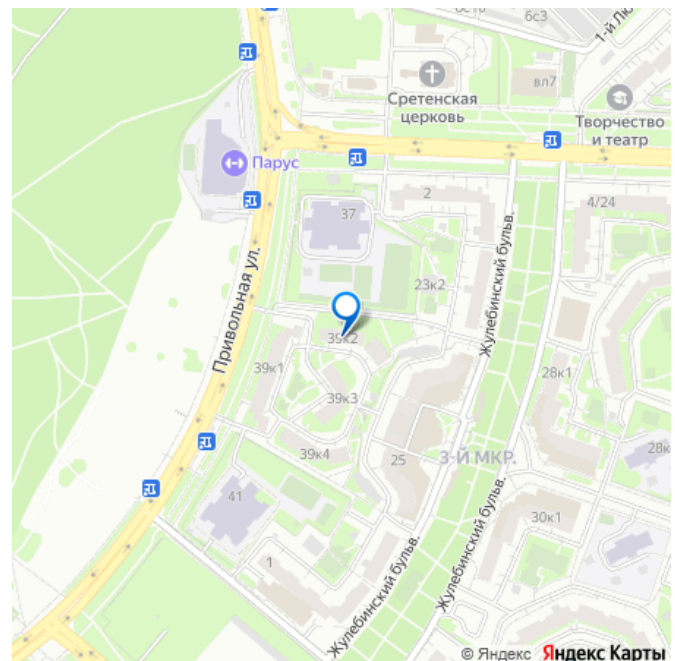 6с10
6с3
1-й Лю
вл7
Сретенская
церковь
Творчество
и театр
Парус
2
4/24
37
Привольная ул.
Жулебинский бульв.
23к2
39к2
39к1
28к1
39к3
39к4
25
3-Й МКР.
28к
41
30к1
Жулебинский бульв.
Жулебинский бульв.
1
© Яндекс Яндекс Карты